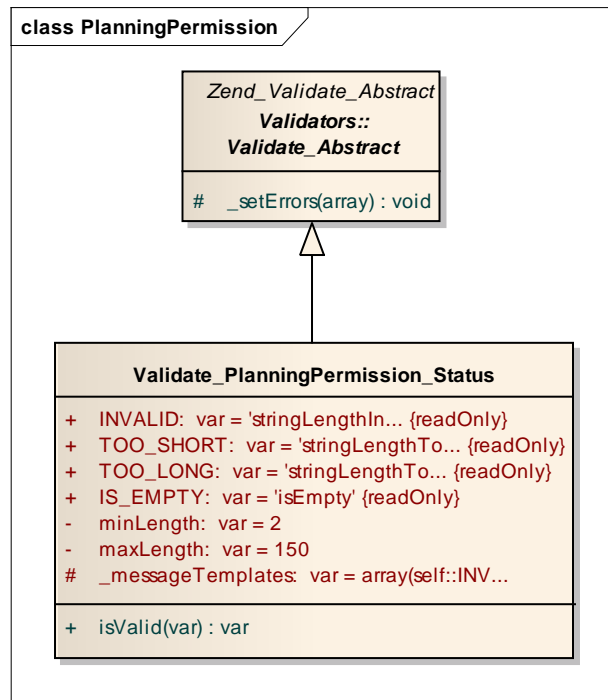 class PlanningPermission
Zend_Validate_Abstract
Validators::
Validate_Abstract
# _setErrors(array) : void
Validate_PlanningPermission_Status
+ INVALID: var = 'stringLengthIn... {readOnly}
+ TOO_SHORT: var = 'stringLengthTo... {readOnly}
+ TOO_LONG: var = 'stringLengthTo... {readOnly}
+ IS_EMPTY: var = 'isEmpty' {readOnly}
- minLength: var = 2
- maxLength: var = 150
# _messageTemplates: var = array(self::INV...
+ isValid(var) : var